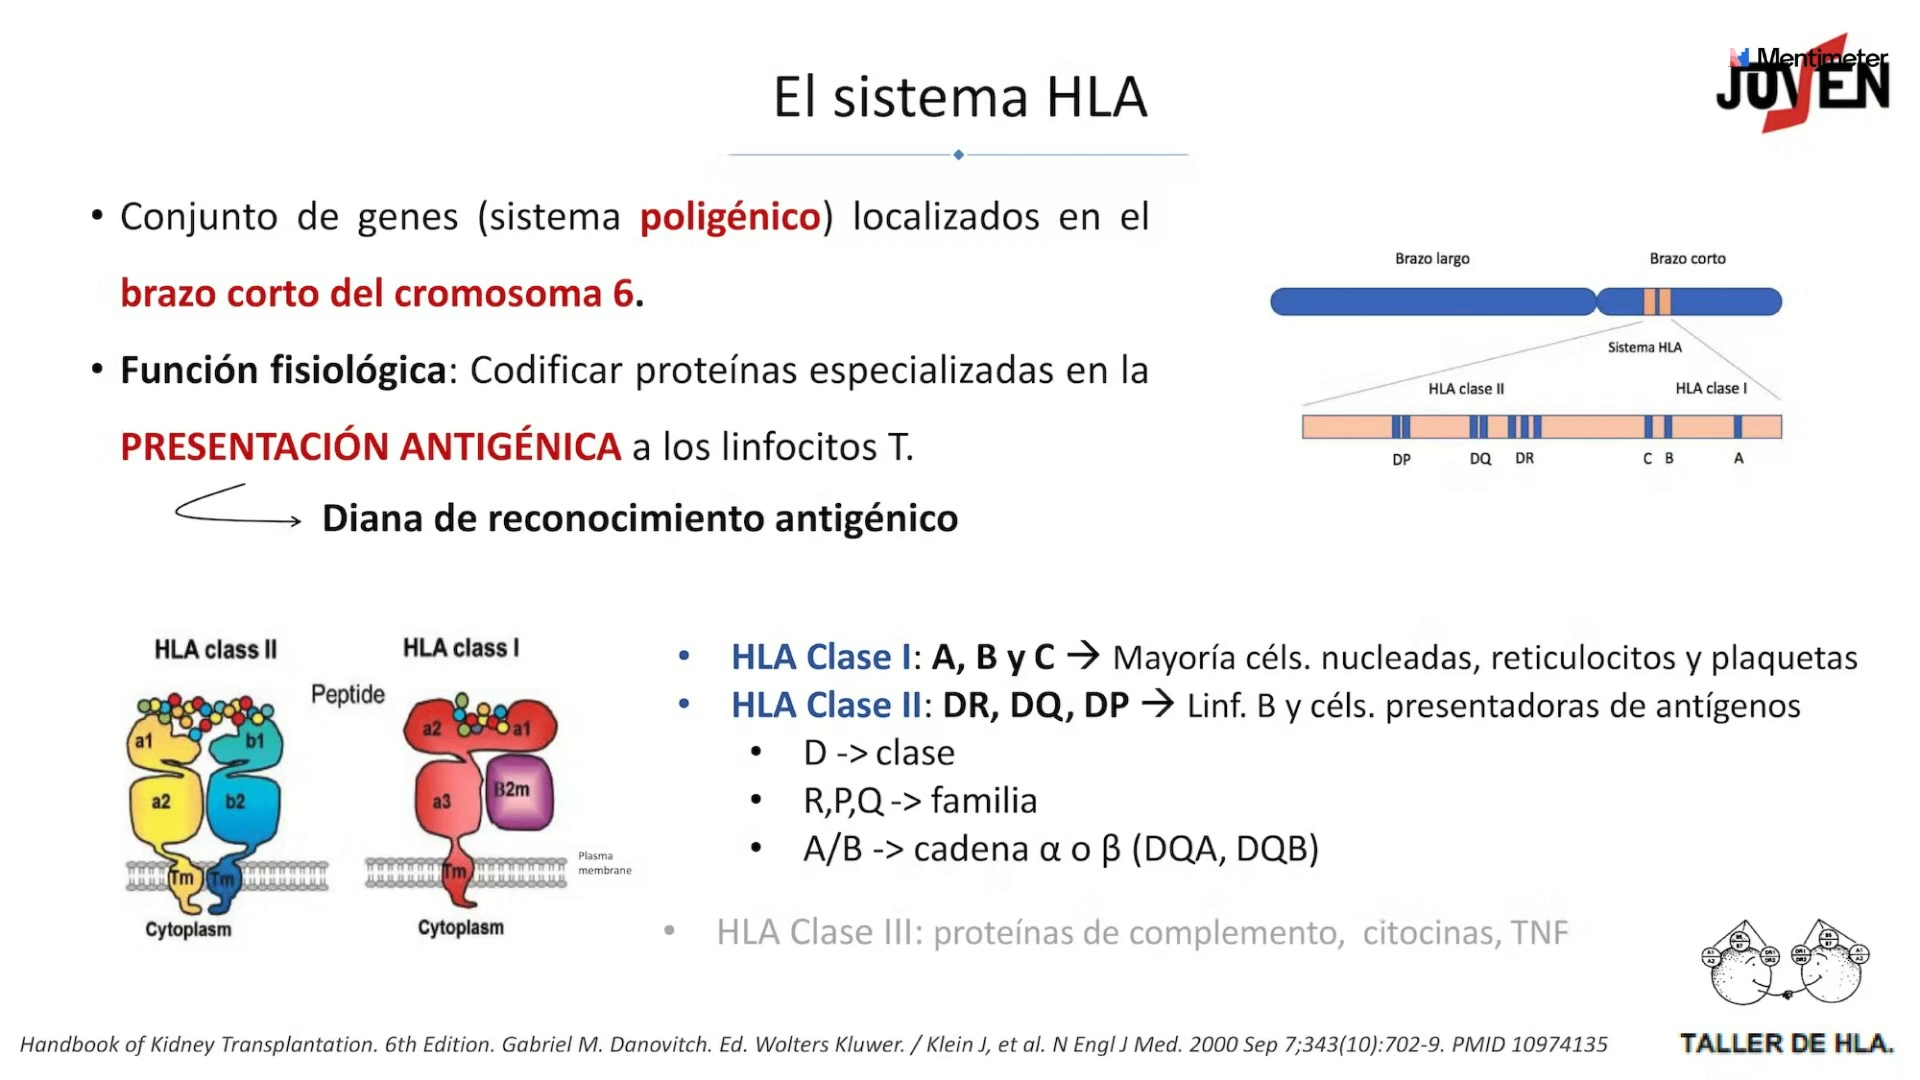 Mentimeter
JOVEN
El sistema HLA
• Conjunto de genes (sistema poligénico) localizados en el
brazo corto del cromosoma 6.
• Función fisiológica: Codificar proteínas especializadas en la
PRESENTACIÓN ANTIGÉNICA a los linfocitos T.
Diana de reconocimiento antigénico
Brazo largo Brazo corto
Sistema HLA
HLA clase II HLA clase I
DP DQ DR C B A
HLA class II HLA class I
Peptide
a1 b1 a2 a1
a2 b2 a3 B2m
Plasma
membrane
Tm Tm Tm
Cytoplasm Cytoplasm
• HLA Clase I: A, B y C → Mayoría céls. nucleadas, reticulocitos y plaquetas
• HLA Clase II: DR, DQ, DP → Linf. B y céls. presentadoras de antígenos
• D -> clase
• R,P,Q -> familia
• A/B -> cadena α o β (DQA, DQB)
• HLA Clase III: proteínas de complemento, citocinas, TNF
TALLER DE HLA.
Handbook of Kidney Transplantation. 6th Edition. Gabriel M. Danovitch. Ed. Wolters Kluwer. / Klein J, et al. N Engl J Med. 2000 Sep 7;343(10):702-9. PMID 10974135